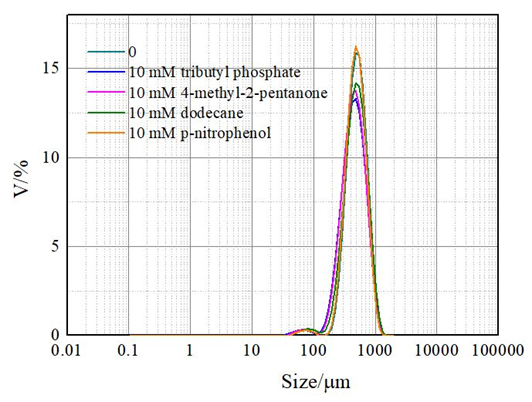 0
10 mM tributyl phosphate
10 mM 4-methyl-2-pentanone
10 mM dodecane
10 mM p-nitrophenol
V/%
15
10
5
0
0.01 0.1 1 10 100 1000 10000 100000
Size/μm